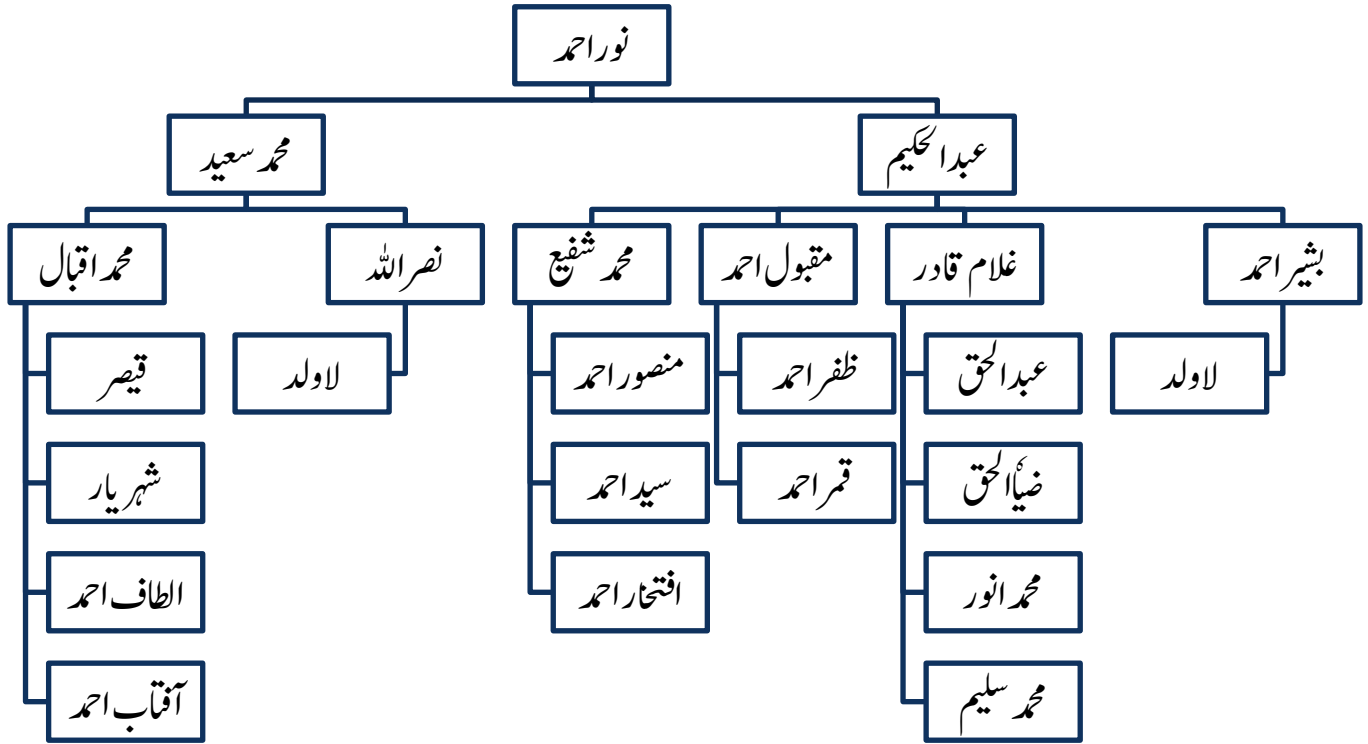 نور احمد
عبدالحکیم
محمد سعید
بشیر احمد
غلام قادر
مقبول احمد
محمد شفیع
نصراللہ
محمد اقبال
لاولد
عبدالحق
ظفر احمد
منصور احمد
لاولد
قیصر
ضیأالحق
قمر احمد
سید احمد
شہریار
محمد انور
افتخار احمد
الطاف احمد
محمد سلیم
آفتاب احمد